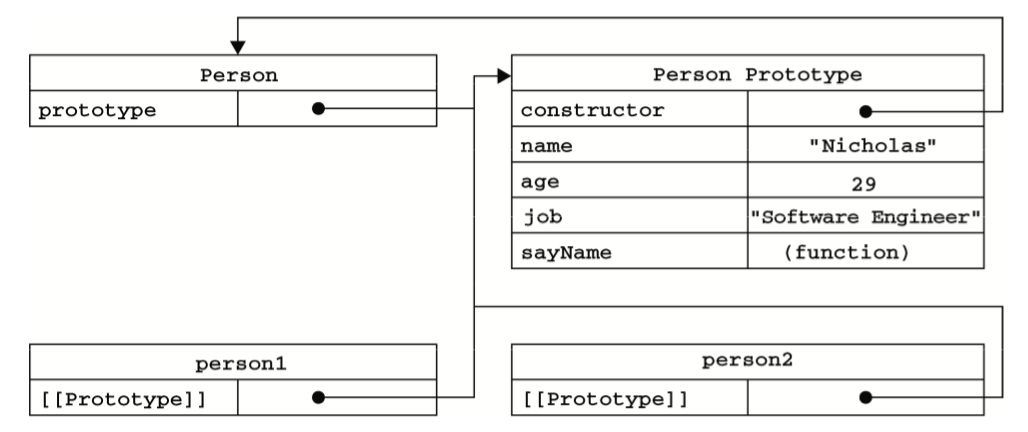 Person
prototype
Person Prototype
constructor
name "Nicholas"
age 29
job "Software Engineer"
sayName (function)
person1
[[Prototype]]
person2
[[Prototype]]